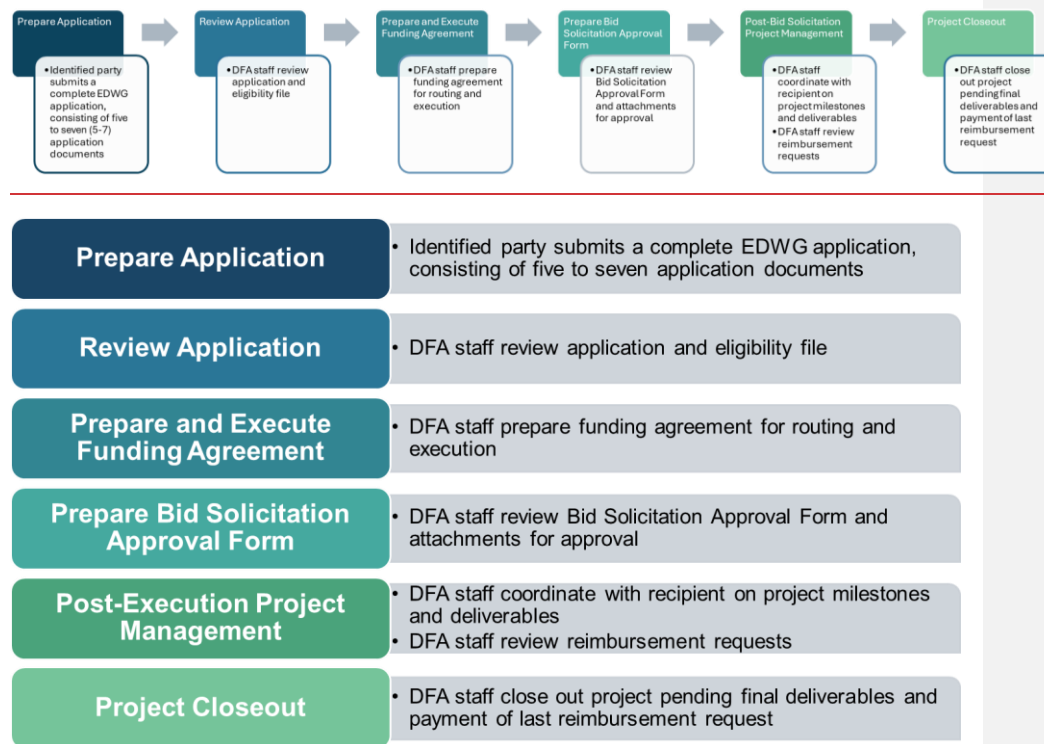 Prepare Application
•Identified party
submits a
complete EDWG
application,
consisting of five
to seven (5-7)
application
documents
Review Application
•DFA staff review
application and
eligibility file
Prepare and Execute
Funding Agreement
•DFA staff prepare
funding agreement
for routing and
execution
Prepare Bid
Solicitation Approval
Form
•DFA staff review
Bid Solicitation
Approval Form
and attachments
for approval
Post-Bid Solicitation
Project Management
•DFA staff
coordinate with
recipient on
project milestones
and deliverables
•DFA staff review
reimbursement
requests
Project Closeout
•DFA staff close
out project
pending final
deliverables and
payment of last
reimbursement
request
Prepare Application
• Identified party submits a complete EDWG application,
consisting of five to seven application documents
Review Application
• DFA staff review application and eligibility file
Prepare and Execute
Funding Agreement
• DFA staff prepare funding agreement for routing and
execution
Prepare Bid Solicitation
Approval Form
• DFA staff review Bid Solicitation Approval Form and
attachments for approval
Post-Execution Project
Management
• DFA staff coordinate with recipient on project milestones
and deliverables
• DFA staff review reimbursement requests
Project Closeout
• DFA staff close out project pending final deliverables and
payment of last reimbursement request